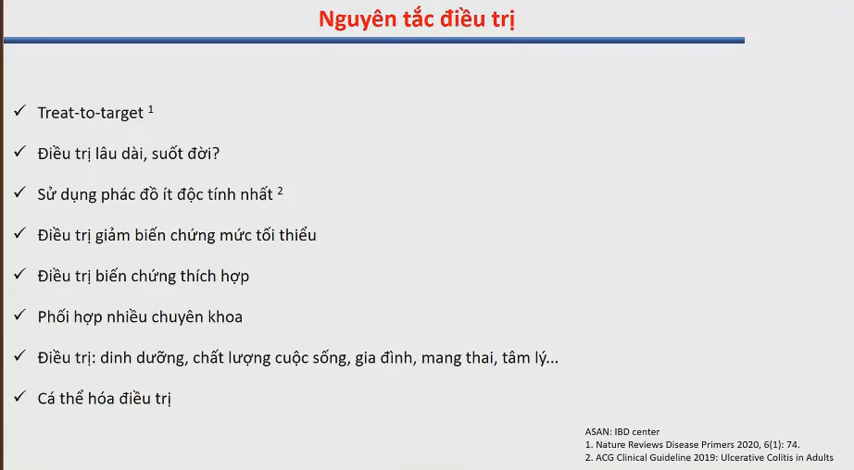 Nguyên tắc điều trị
✓ Treat-to-target ¹
✓ Điều trị lâu dài, suốt đời?
✓ Sử dụng phác đồ ít độc tính nhất ²
✓ Điều trị giảm biến chứng mức tối thiểu
✓ Điều trị biến chứng thích hợp
✓ Phối hợp nhiều chuyên khoa
✓ Điều trị: dinh dưỡng, chất lượng cuộc sống, gia đình, mang thai, tâm lý...
✓ Cá thể hóa điều trị
ASAN: IBD center
1. Nature Reviews Disease Primers 2020, 6(1): 74.
2. ACG Clinical Guideline 2019: Ulcerative Colitis in Adults